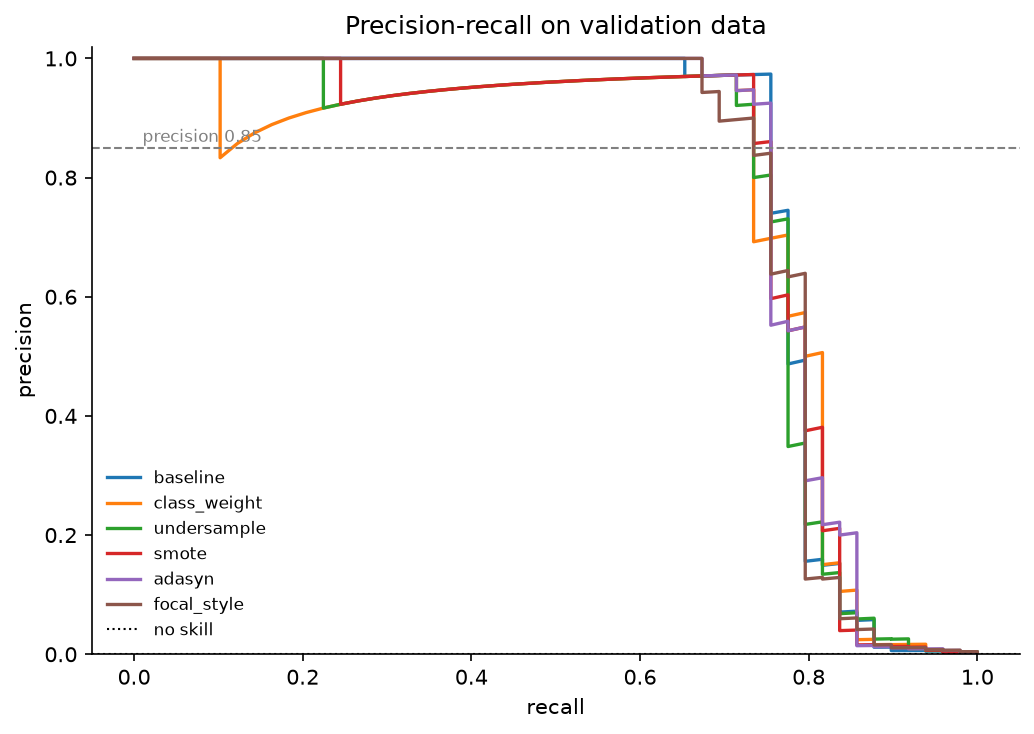 Precision-recall on validation data
1.0
0.8
0.6
0.4
0.2
0.0
precision
precision 0.85
baseline
class_weight
undersample
smote
adasyn
focal_style
no skill
0.0 0.2 0.4 0.6 0.8 1.0
recall